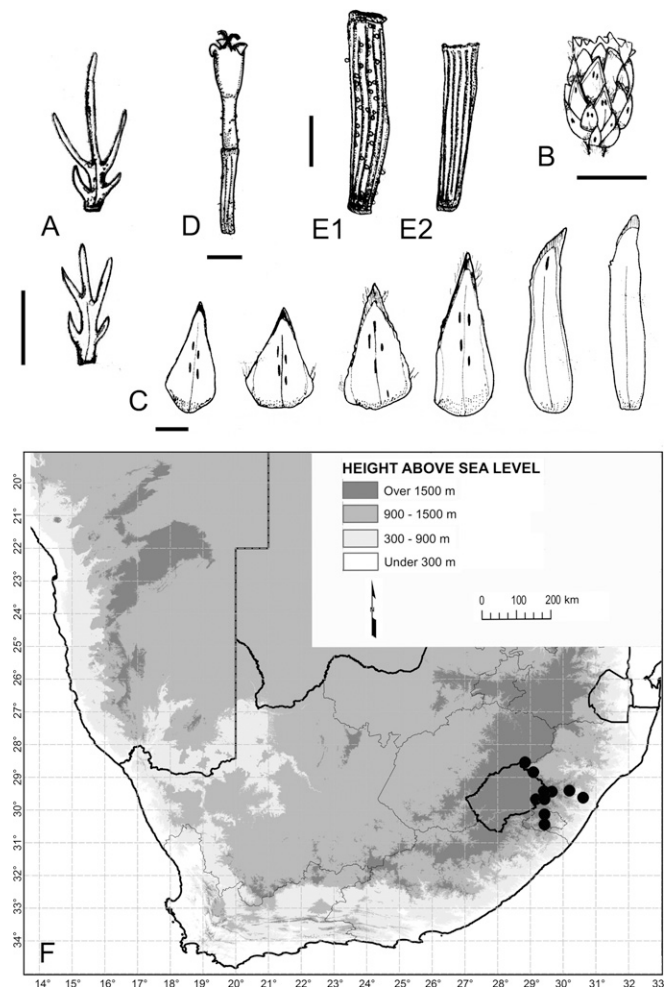 A
D
E1
E2
B
C
HEIGHT ABOVE SEA LEVEL
Over 1500 m
900 - 1500 m
300 - 900 m
Under 300 m
N
0 100 200 km
20°
21°
22°
23°
24°
25°
26°
27°
28°
29°
30°
31°
32°
33°
34°
F
14° 15° 16° 17° 18° 19° 20° 21° 22° 23° 24° 25° 26° 27° 28° 29° 30° 31° 32° 33